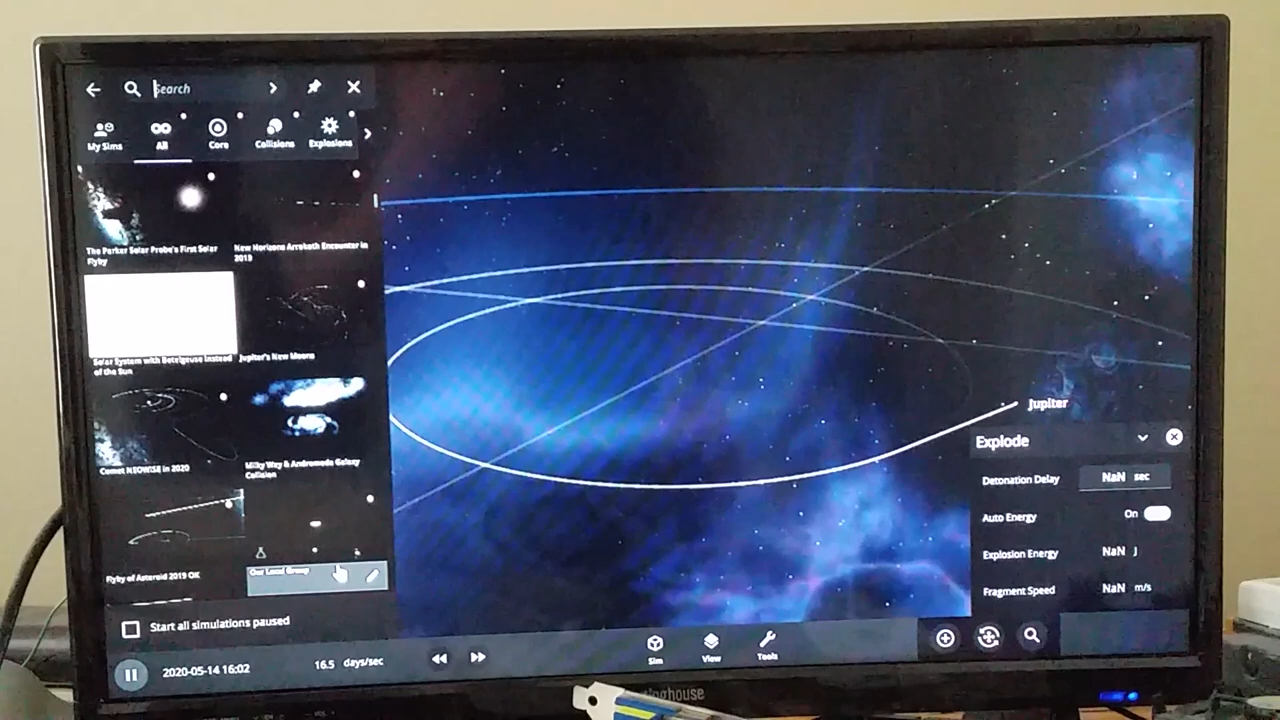 Search
My Sims
All
Core
Collisions
Explosions
The Parker Solar Probe's First Solar
Flyby
New Horizons Arrokoth Encounter in
2019
Solar System with Betelgeuse Instead
of the Sun
Jupiter's New Moons
Comet NEOWISE in 2020
Milky Way & Andromeda Galaxy
Collision
Flyby of Asteroid 2019 OK
Our Local Group
Start all simulations paused
2020-05-14 16:02
16.5 days/sec
Sim
View
Tools
Jupiter
Explode
Detonation Delay
NaN sec
Auto Energy
On
Explosion Energy
NaN J
Fragment Speed
NaN m/s